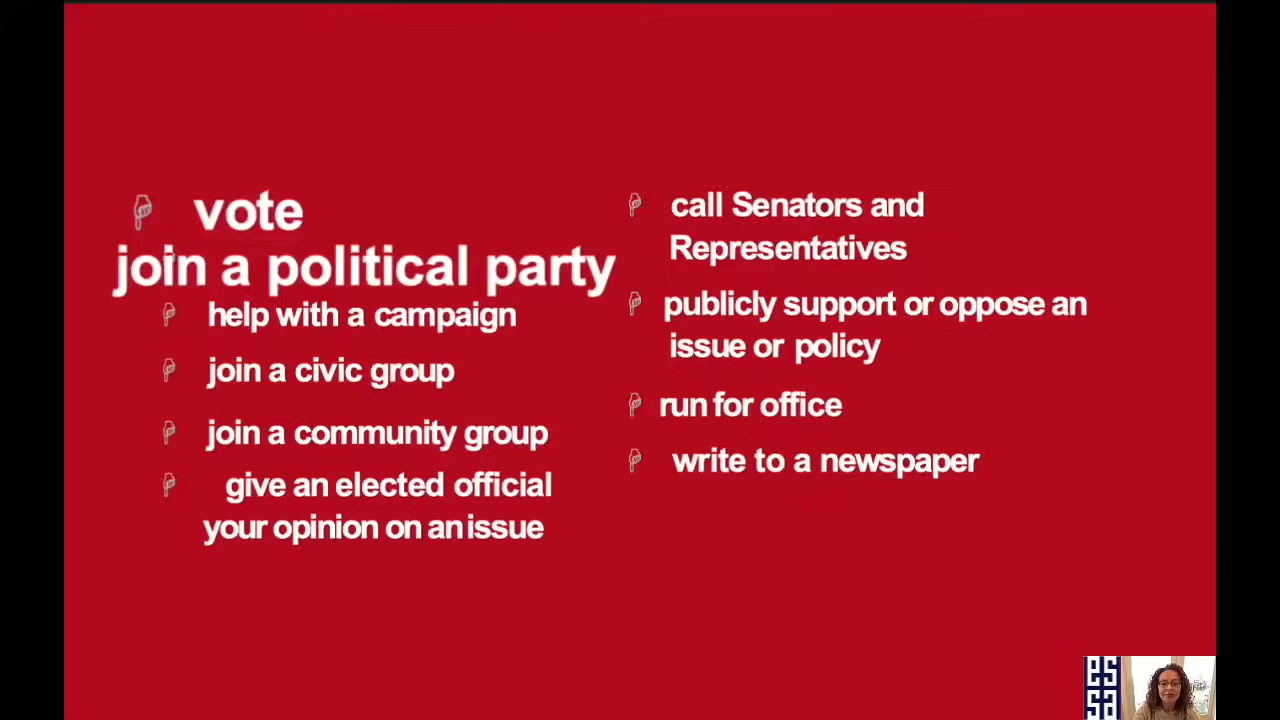 vote
join a political party
help with a campaign
join a civic group
join a community group
give an elected official
your opinion on an issue
call Senators and
Representatives
publicly support or oppose an
issue or policy
run for office
write to a newspaper